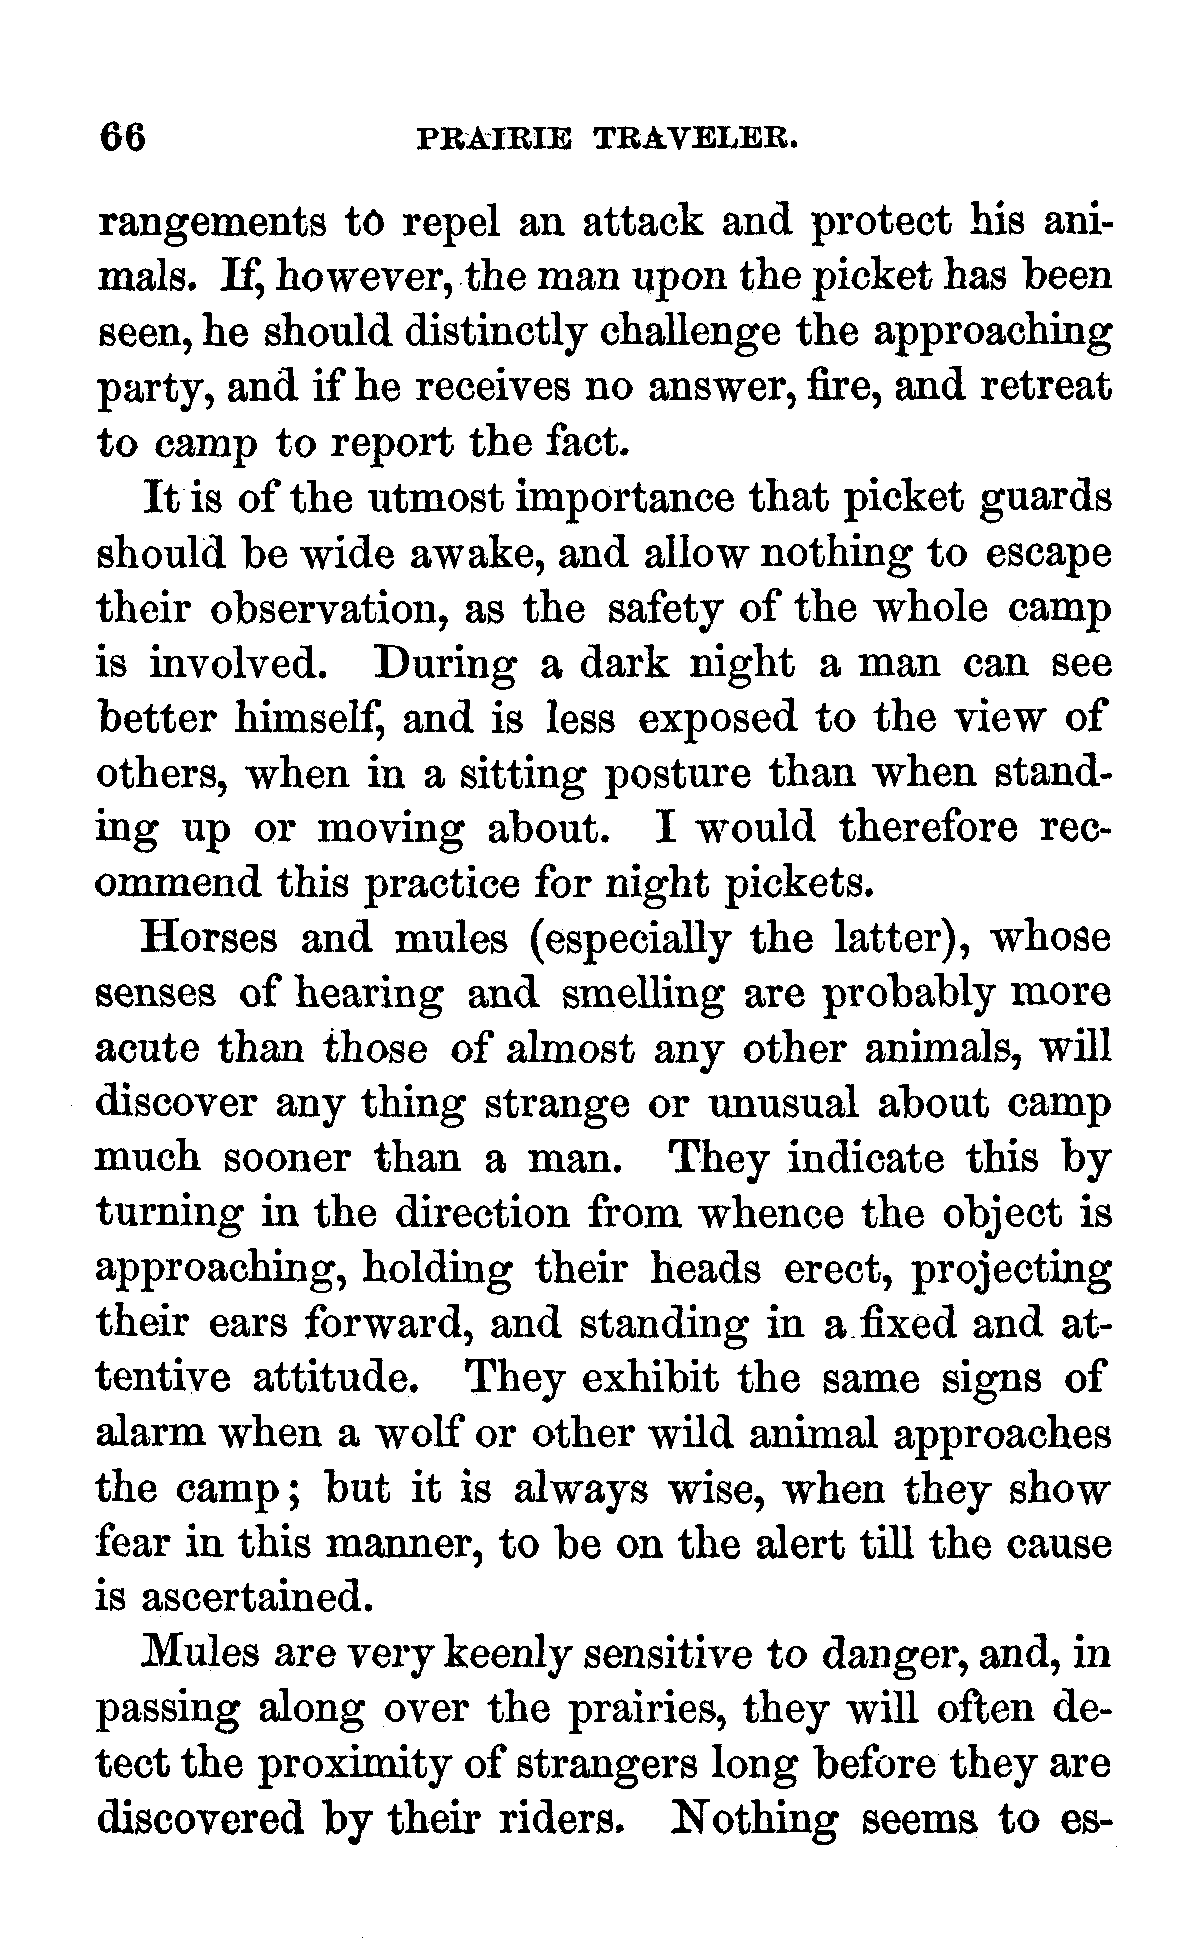 66 PRAIRIE TRAVELER.
rangements to repel an attack and protect his ani-
mals. If, however, the man upon the picket has been
seen, he should distinctly challenge the approaching
party, and if he receives no answer, fire, and retreat
to camp to report the fact.
It is of the utmost importance that picket guards
should be wide awake, and allow nothing to escape
their observation, as the safety of the whole camp
is involved. During a dark night a man can see
better himself, and is less exposed to the view of
others, when in a sitting posture than when stand-
ing up or moving about. I would therefore rec-
ommend this practice for night pickets.
Horses and mules (especially the latter), whose
senses of hearing and smelling are probably more
acute than those of almost any other animals, will
discover any thing strange or unusual about camp
much sooner than a man. They indicate this by
turning in the direction from whence the object is
approaching, holding their heads erect, projecting
their ears forward, and standing in a fixed and at-
tentive attitude. They exhibit the same signs of
alarm when a wolf or other wild animal approaches
the camp; but it is always wise, when they show
fear in this manner, to be on the alert till the cause
is ascertained.
Mules are very keenly sensitive to danger, and, in
passing along over the prairies, they will often de-
tect the proximity of strangers long before they are
discovered by their riders. Nothing seems to es-